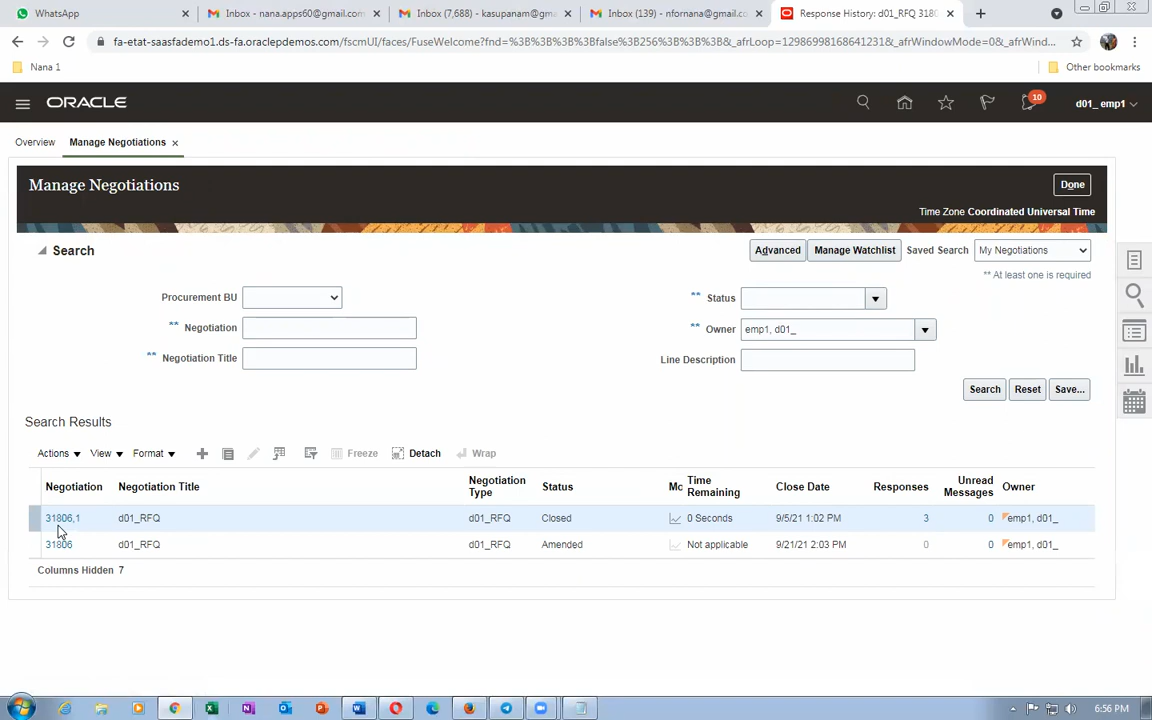 WhatsApp
Inbox - nana.apps60@gmail.com
Inbox (7,688) - kasupanam@gm
Inbox (139) - nfornana@gmail.co
Response History: d01_RFQ 3180
fa-etat-saasfademo1.ds-fa.oraclepdemos.com/fscmUI/faces/FuseWelcome?fnd=%3B%3B%3B%3Bfalse%3B256%3B%3B%3B&_afrLoop=12986998168641231&_afrWindowMode=0&_afrWind...
Nana 1
Other bookmarks
ORACLE
10
d01_ emp1
Overview
Manage Negotiations
Manage Negotiations
Done
Time Zone Coordinated Universal Time
Search
Advanced
Manage Watchlist
Saved Search
My Negotiations
** At least one is required
Procurement BU
** Status
** Negotiation
** Owner
emp1, d01_
** Negotiation Title
Line Description
Search
Reset
Save...
Search Results
Actions
View
Format
Freeze
Detach
Wrap
Negotiation
Negotiation Title
Negotiation Type
Status
Mc
Time Remaining
Close Date
Responses
Unread Messages
Owner
31806,1
d01_RFQ
d01_RFQ
Closed
0 Seconds
9/5/21 1:02 PM
3
0
emp1, d01_
31806
d01_RFQ
d01_RFQ
Amended
Not applicable
9/21/21 2:03 PM
0
0
emp1, d01_
Columns Hidden 7
6:56 PM